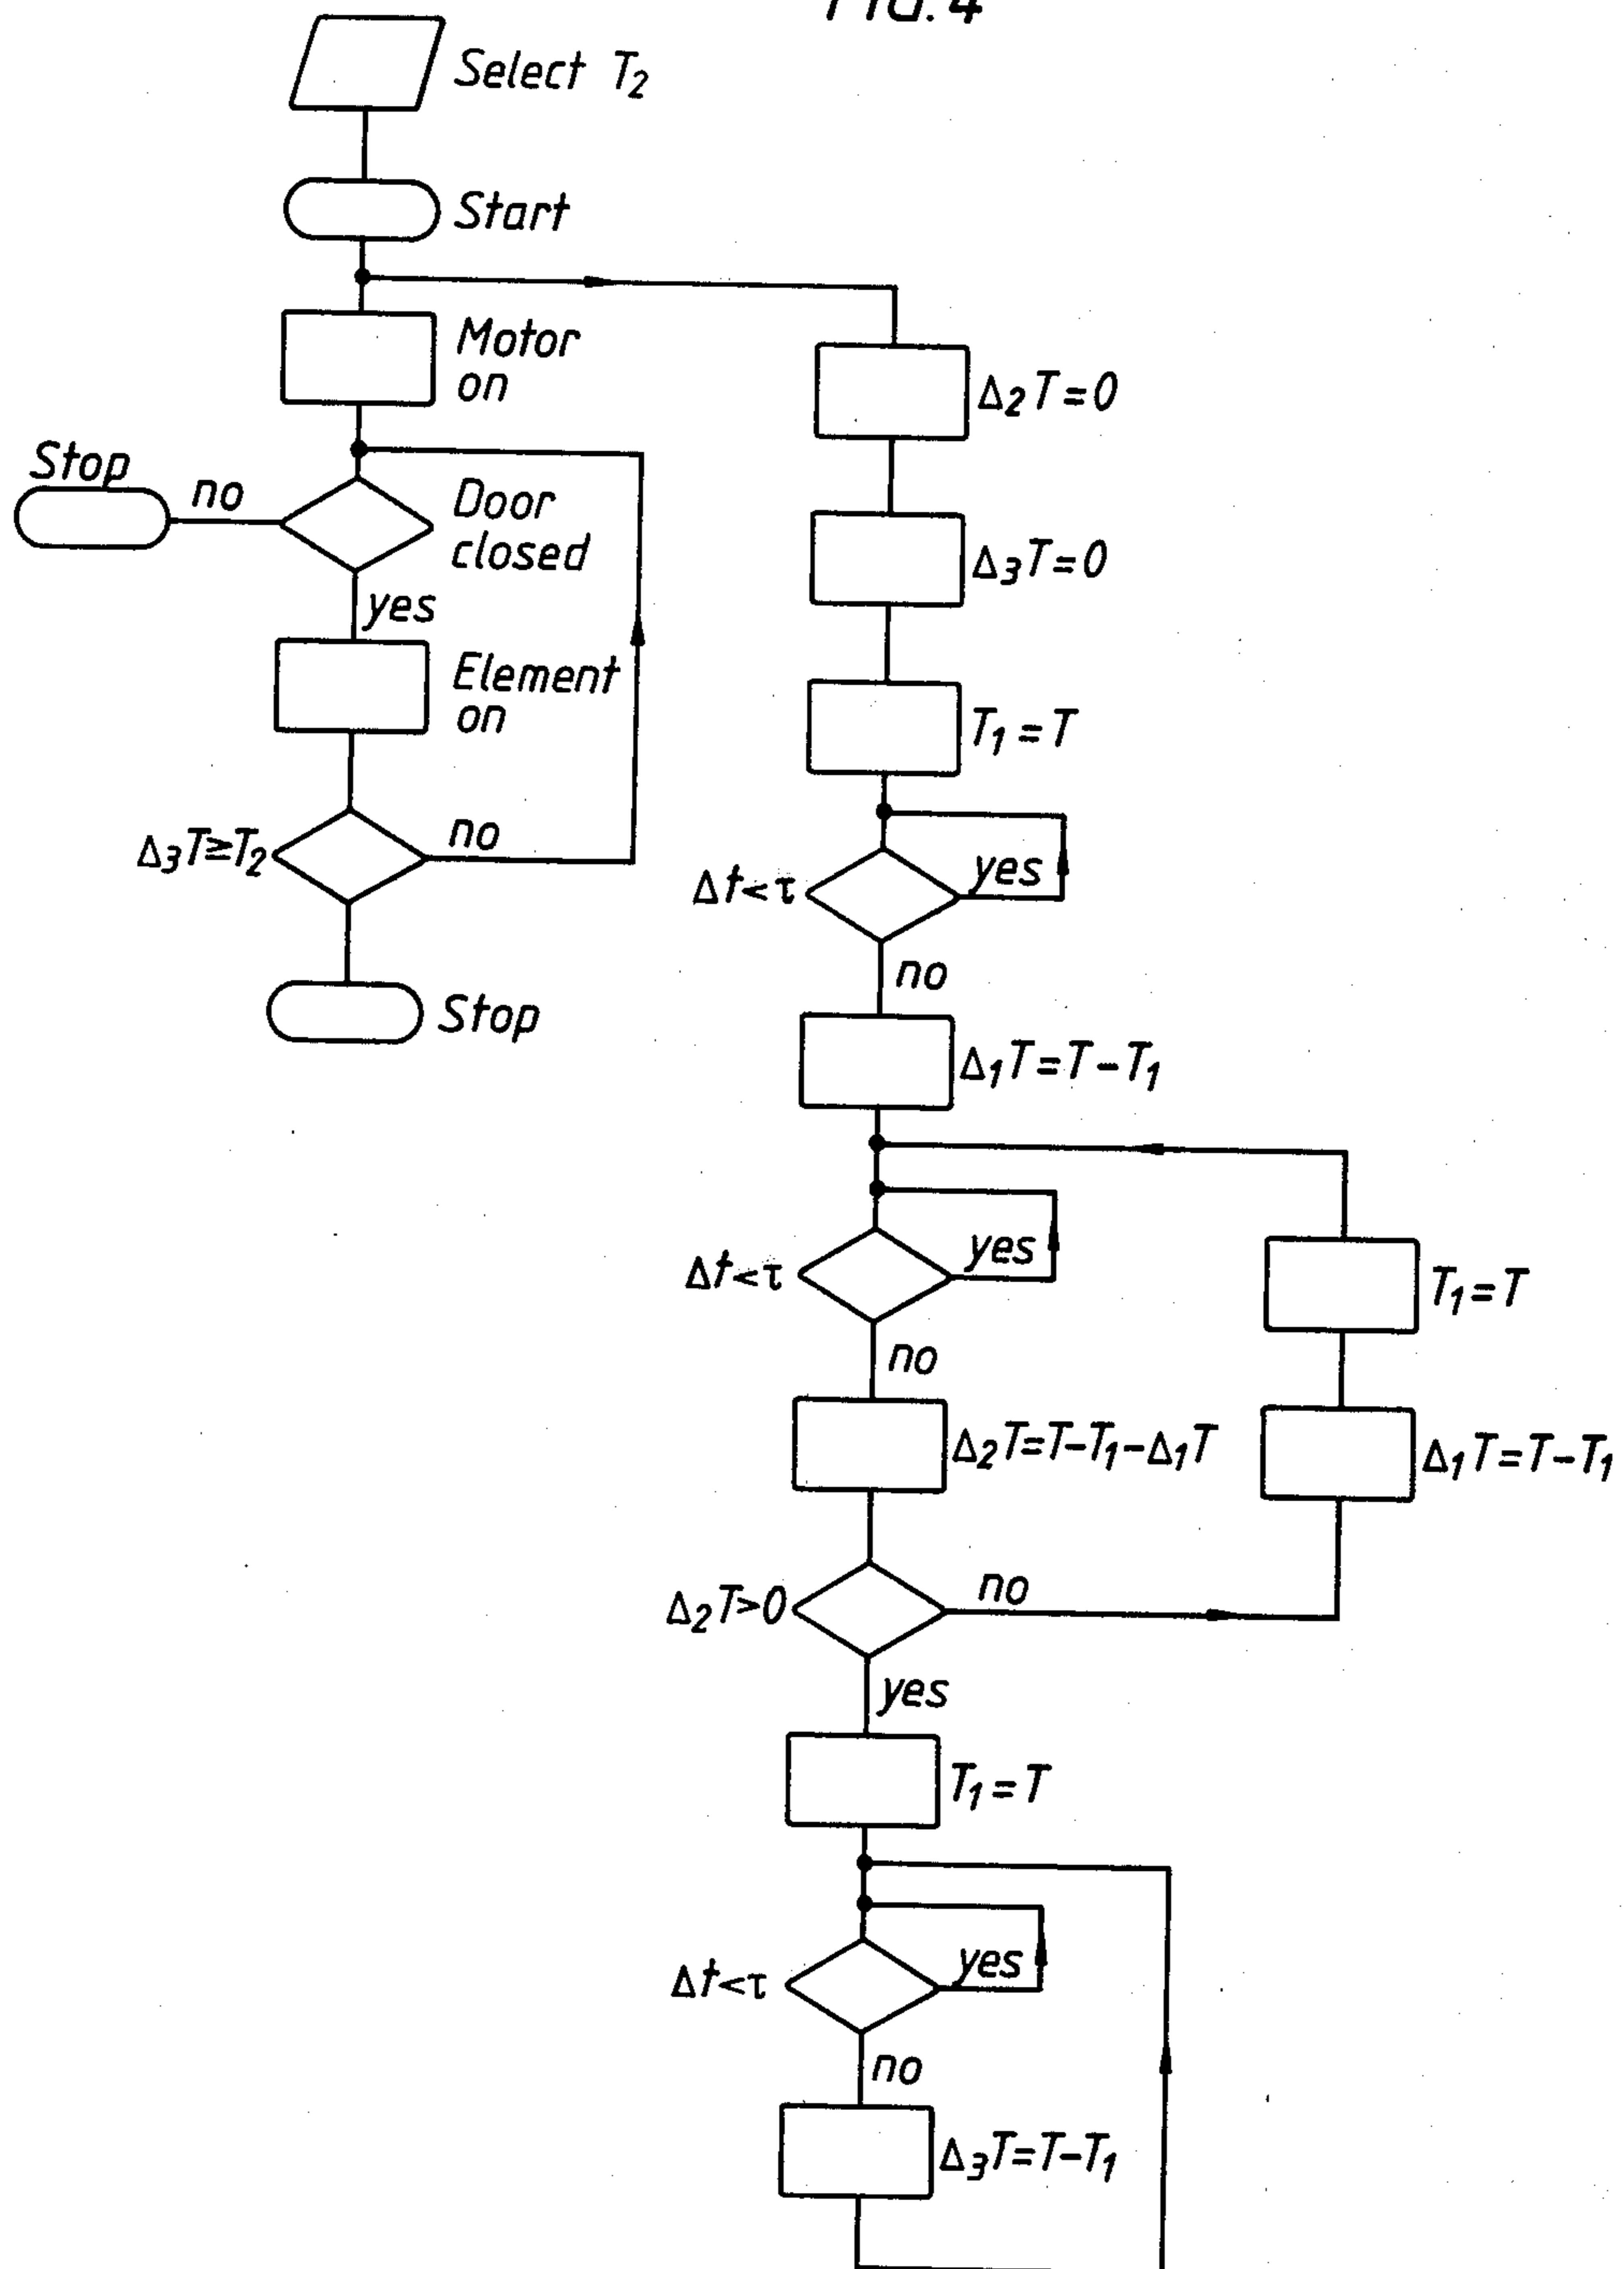 FIG. 4
Select T₂
Start
Motor
on
Stop
no
Door
closed
yes
Element
on
Δ₃T≥T₂
no
Stop
Δ₂T=0
Δ₃T=0
T₁=T
Δt<τ
yes
no
Δ₁T=T-T₁
Δt<τ
yes
no
T₁=T
Δ₂T=T-T₁-Δ₁T
Δ₁T=T-T₁
Δ₂T>0
no
yes
T₁=T
Δt<τ
yes
no
Δ₃T=T-T₁